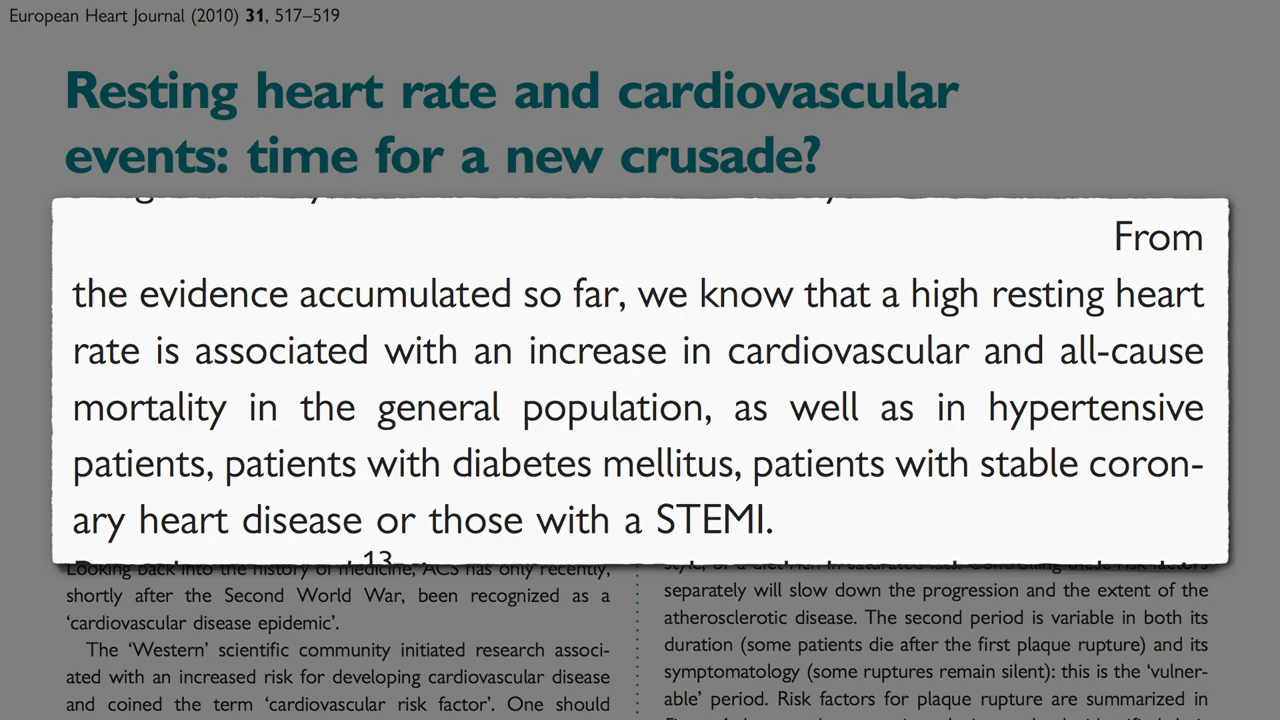 European Heart Journal (2010) 31, 517–519
Resting heart rate and cardiovascular
events: time for a new crusade?
From
the evidence accumulated so far, we know that a high resting heart
rate is associated with an increase in cardiovascular and all-cause
mortality in the general population, as well as in hypertensive
patients, patients with diabetes mellitus, patients with stable coron-
ary heart disease or those with a STEMI.
13
Looking back into the history of medicine, ACS has only recently,
shortly after the Second World War, been recognized as a
‘cardiovascular disease epidemic’.
The ‘Western’ scientific community initiated research associ-
ated with an increased risk for developing cardiovascular disease
and coined the term ‘cardiovascular risk factor’. One should
separately will slow down the progression and the extent of the
atherosclerotic disease. The second period is variable in both its
duration (some patients die after the first plaque rupture) and its
symptomatology (some ruptures remain silent): this is the ‘vulner-
able’ period. Risk factors for plaque rupture are summarized in